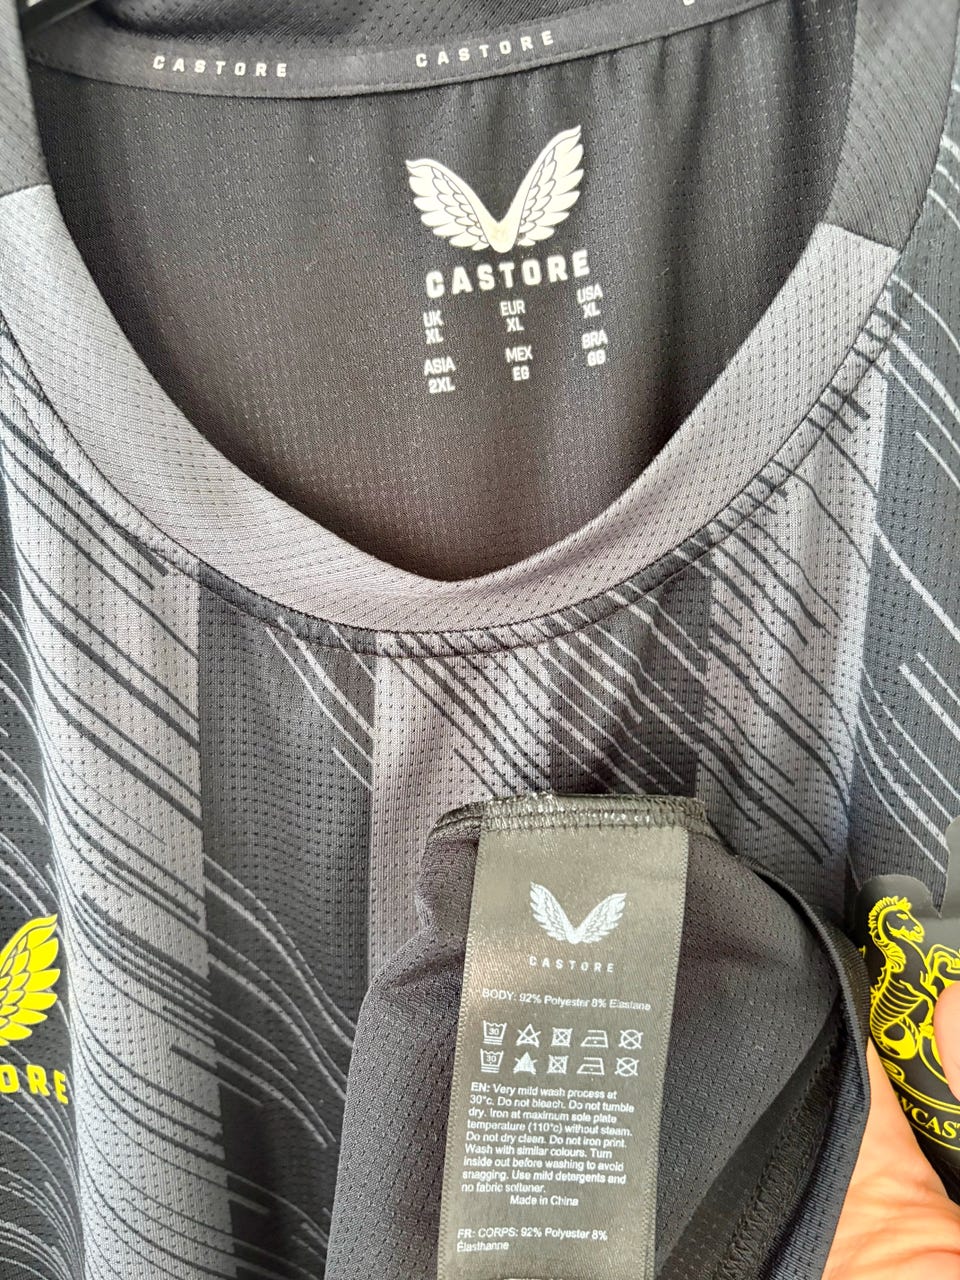 CASTORE CASTORE
CASTORE
UK EUR USA
XL XL XL
ASIA MEX BRA
2XL EG GG
ORE
CASTORE
BODY: 92% Polyester 8% Elastane
30
30
EN: Very mild wash process at
30°c. Do not bleach. Do not tumble
dry. Iron at maximum sole plate
temperature (110°c) without steam.
Do not dry clean. Do not iron print.
Wash with similar colours. Turn
inside out before washing to avoid
snagging. Use mild detergents and
no fabric softener.
Made in China
FR: CORPS: 92% Polyester 8%
Élasthanne
WCAS